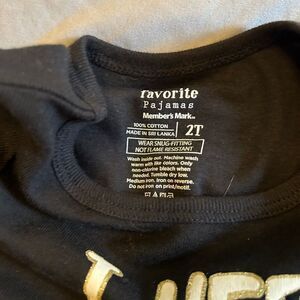 favorite
Pajamas
Member's Mark™
100% COTTON
MADE IN SRI LANKA
2T
WEAR SNUG-FITTING
NOT FLAME RESISTANT
Wash inside out. Machine wash
warm with like colors. Only
non-chlorine bleach when
needed. Tumble dry low.
Medium iron. Iron on reverse.
Do not iron on print/motif.